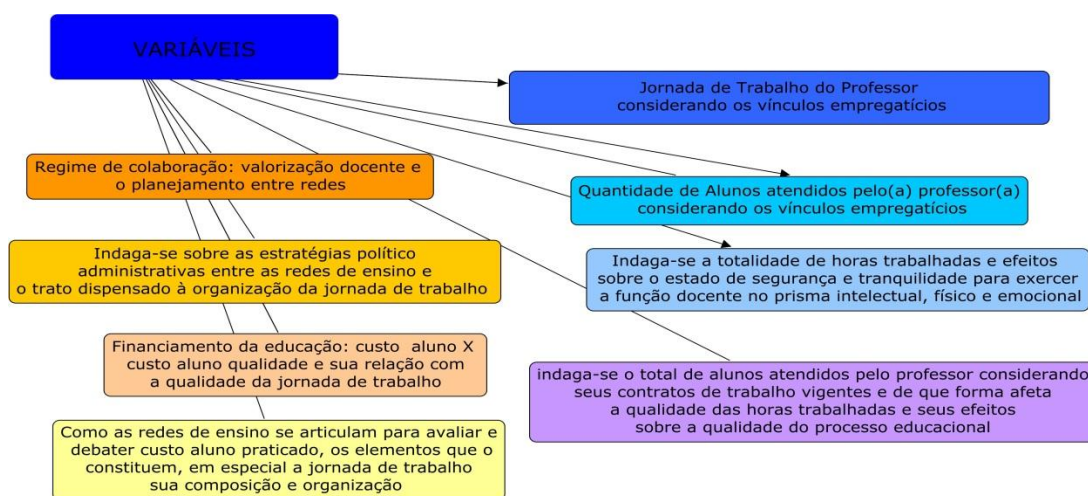 VARIÁVEIS
Jornada de Trabalho do Professor
considerando os vínculos empregatícios
Regime de colaboração: valorização docente e
o planejamento entre redes
Quantidade de Alunos atendidos pelo(a) professor(a)
considerando os vínculos empregatícios
Indaga-se sobre as estratégias político
administrativas entre as redes de ensino e
o trato dispensado à organização da jornada de trabalho
Indaga-se a totalidade de horas trabalhadas e efeitos
sobre o estado de segurança e tranquilidade para exercer
a função docente no prisma intelectual, físico e emocional
Financiamento da educação: custo aluno X
custo aluno qualidade e sua relação com
a qualidade da jornada de trabalho
indaga-se o total de alunos atendidos pelo professor considerando
seus contratos de trabalho vigentes e de que forma afeta
a qualidade das horas trabalhadas e seus efeitos
sobre a qualidade do processo educacional
Como as redes de ensino se articulam para avaliar e
debater custo aluno praticado, os elementos que o
constituem, em especial a jornada de trabalho
sua composição e organização